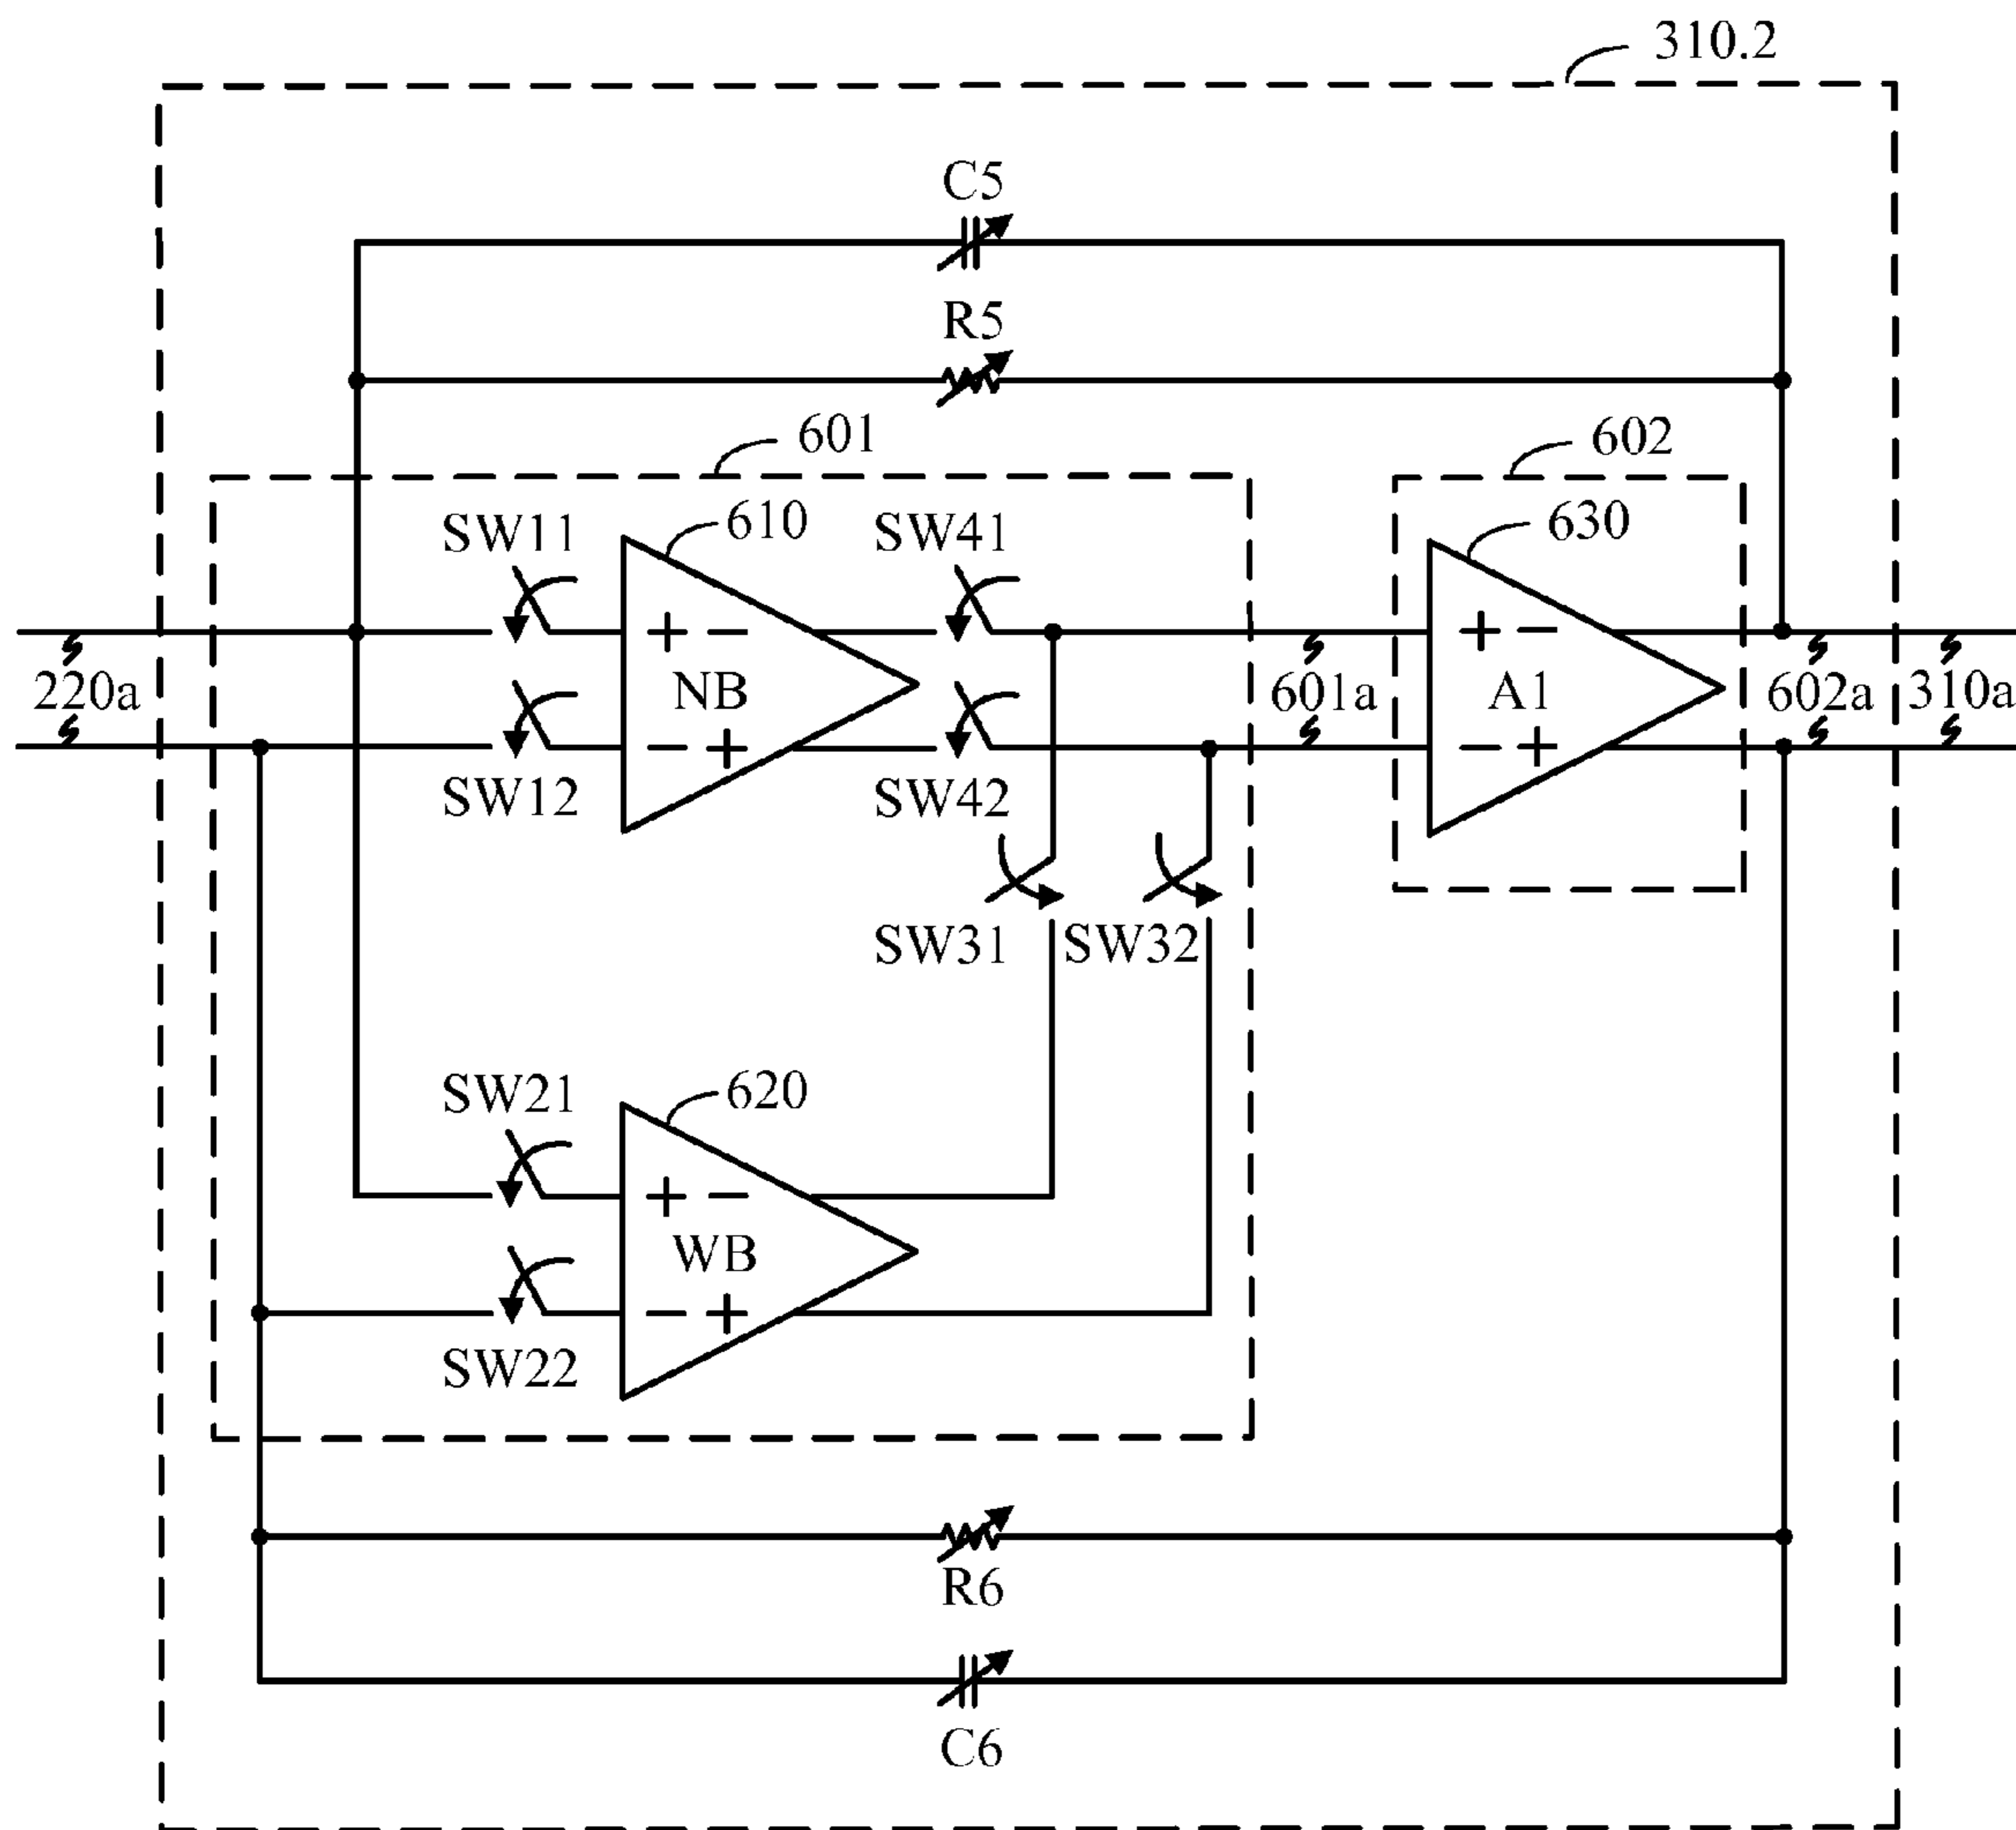 310.2
C5
R5
601
602
SW11
610
SW41
630
+ −
+ −
220a
NB
601a
A1
602a
310a
− +
− +
SW12
SW42
SW31
SW32
SW21
620
+ −
WB
− +
SW22
R6
C6